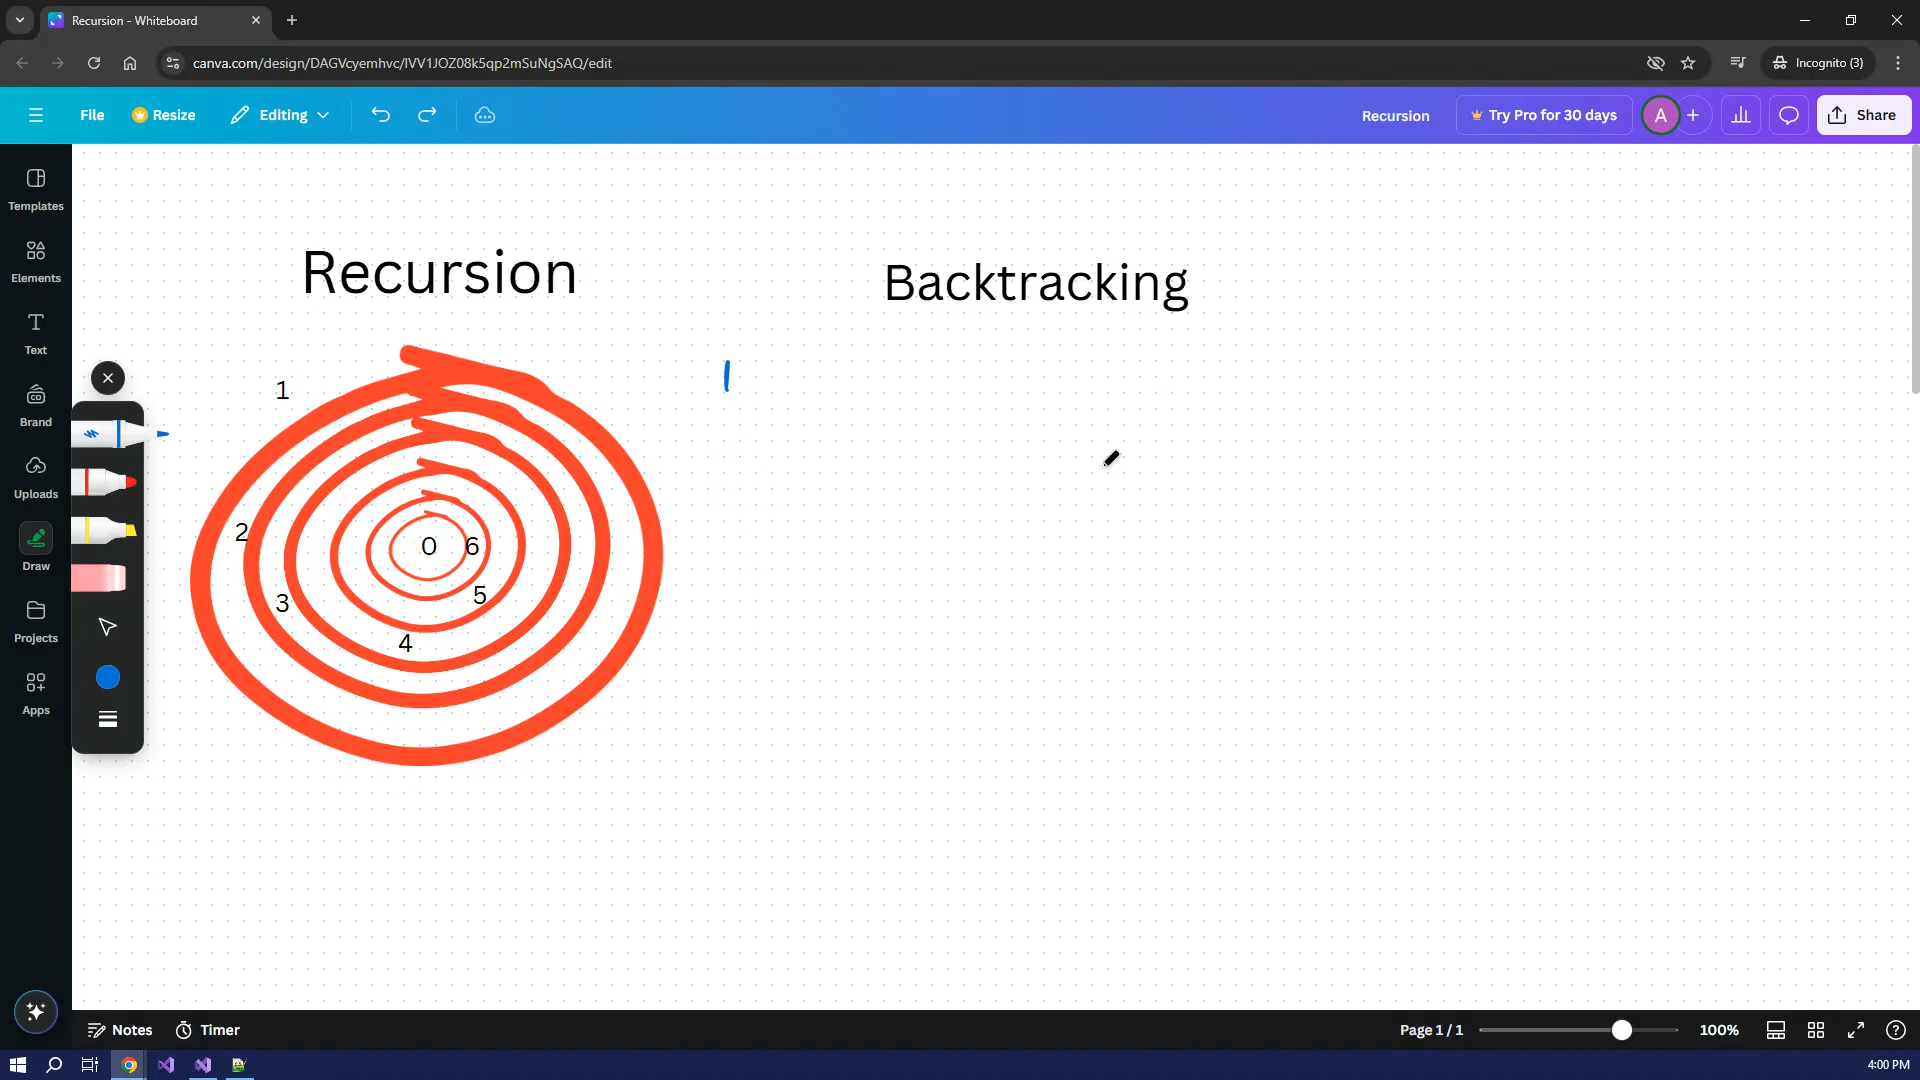 Recursion - Whiteboard
canva.com/design/DAGVcyemhvc/lVV1JOZ08k5qp2mSuNgSAQ/edit
Incognito (3)
File
Resize
Editing
Recursion
Try Pro for 30 days
A
Share
Templates
Elements
Text
Brand
Uploads
Draw
Projects
Apps
Recursion
Backtracking
1
2
0
6
5
3
4
Notes
Timer
Page 1 / 1
100%
4:00 PM